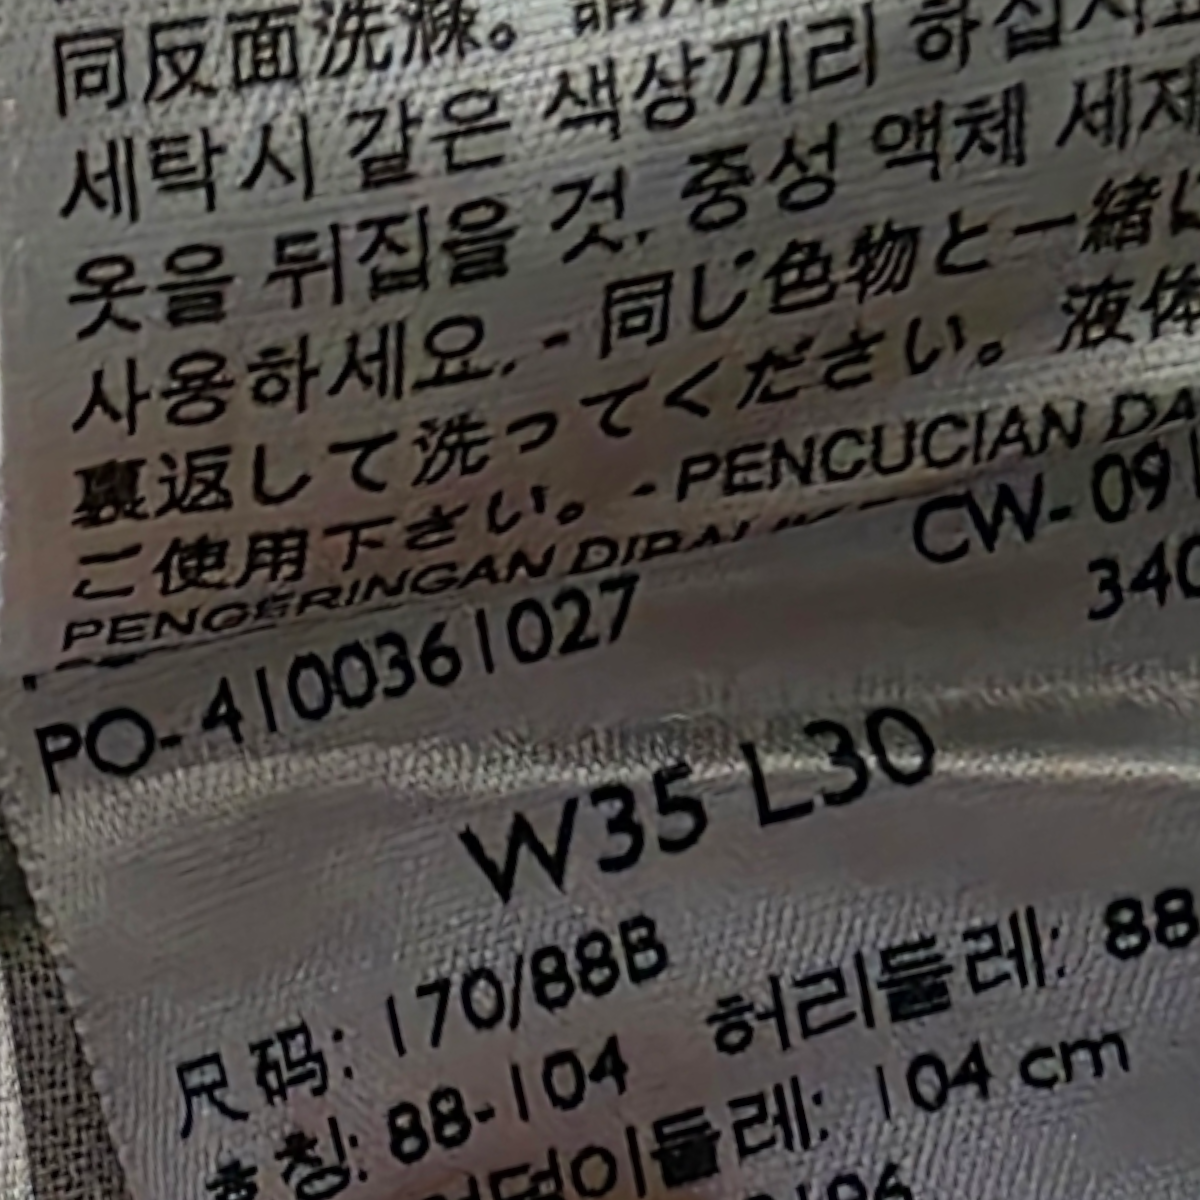 同反面洗涤。
세탁시 같은 색상끼리 하십시오
옷을 뒤집을 것. 중성 액체 세제
사용하세요. - 同じ色物と一緒に
裏返して洗ってください。液体
ご使用下さい。- PENCUCIAN DA
PENGERINGAN
CW- 091
PO-4100361027
340
W35 L30
尺码: 170/88B
허리둘레: 88
호칭: 88-104
엉덩이둘레: 104 cm